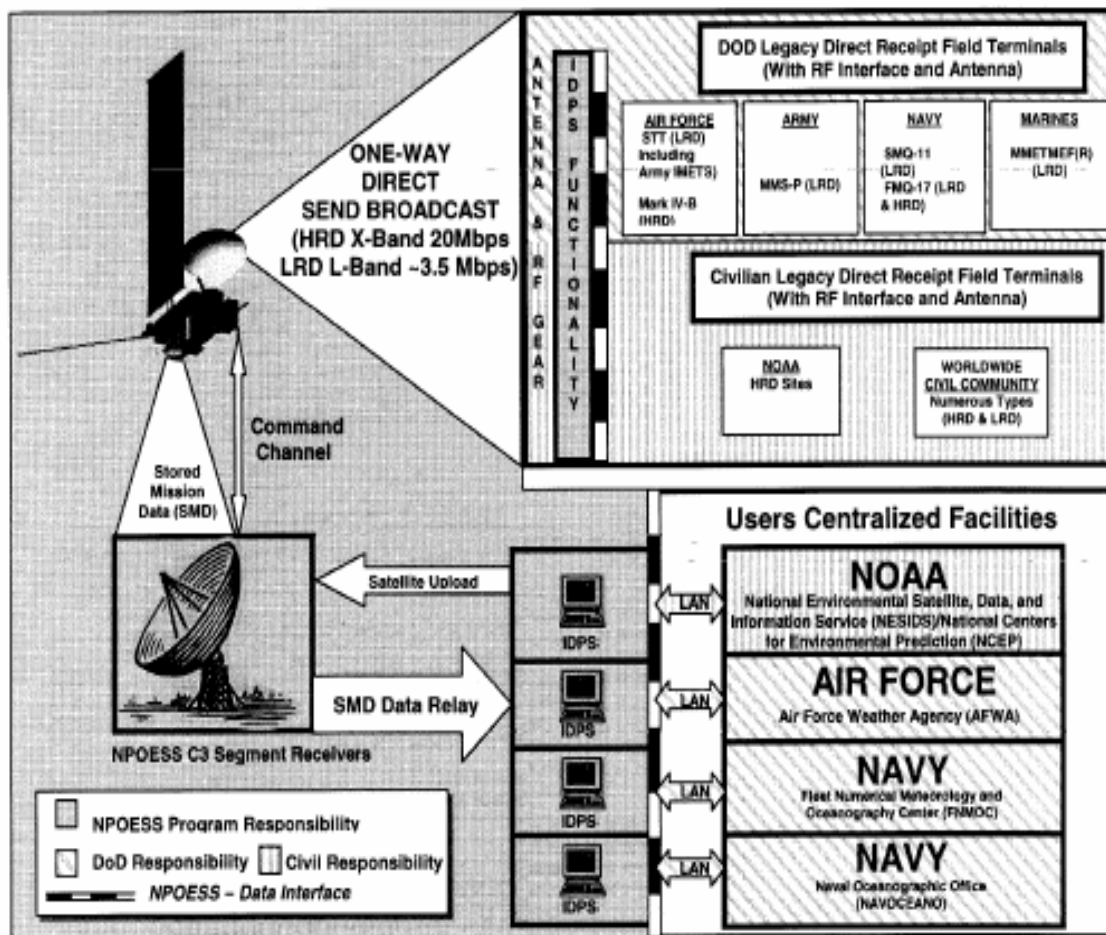 ONE-WAY
DIRECT
SEND BROADCAST
(HRD X-Band 20Mbps
LRD L-Band ~3.5 Mbps)
ANTENNA & RF GEAR
IDPS FUNCTIONALITY
DOD Legacy Direct Receipt Field Terminals
(With RF Interface and Antenna)
AIR FORCE
STT (LRD)
Including
Army IMETS)
Mark IV-B
(HRD)
ARMY
MMS-P (LRD)
NAVY
SMQ-11
(LRD)
FMQ-17 (LRD
& HRD)
MARINES
MMETMEF(R)
(LRD)
Civilian Legacy Direct Receipt Field Terminals
(With RF Interface and Antenna)
NOAA
HRD Sites
WORLDWIDE
CIVIL COMMUNITY
Numerous Types
(HRD & LRD)
Command
Channel
Stored
Mission
Data (SMD)
Satellite Upload
SMD Data Relay
NPOESS C3 Segment Receivers
IDPS
IDPS
IDPS
IDPS
LAN
LAN
LAN
LAN
Users Centralized Facilities
NOAA
National Environmental Satellite, Data, and
Information Service (NESIDS)/National Centers
for Environmental Prediction (NCEP)
AIR FORCE
Air Force Weather Agency (AFWA)
NAVY
Fleet Numerical Meteorology and
Oceanography Center (FNMOC)
NAVY
Naval Oceanographic Office
(NAVOCEANO)
NPOESS Program Responsibility
DoD Responsibility
Civil Responsibility
NPOESS – Data Interface